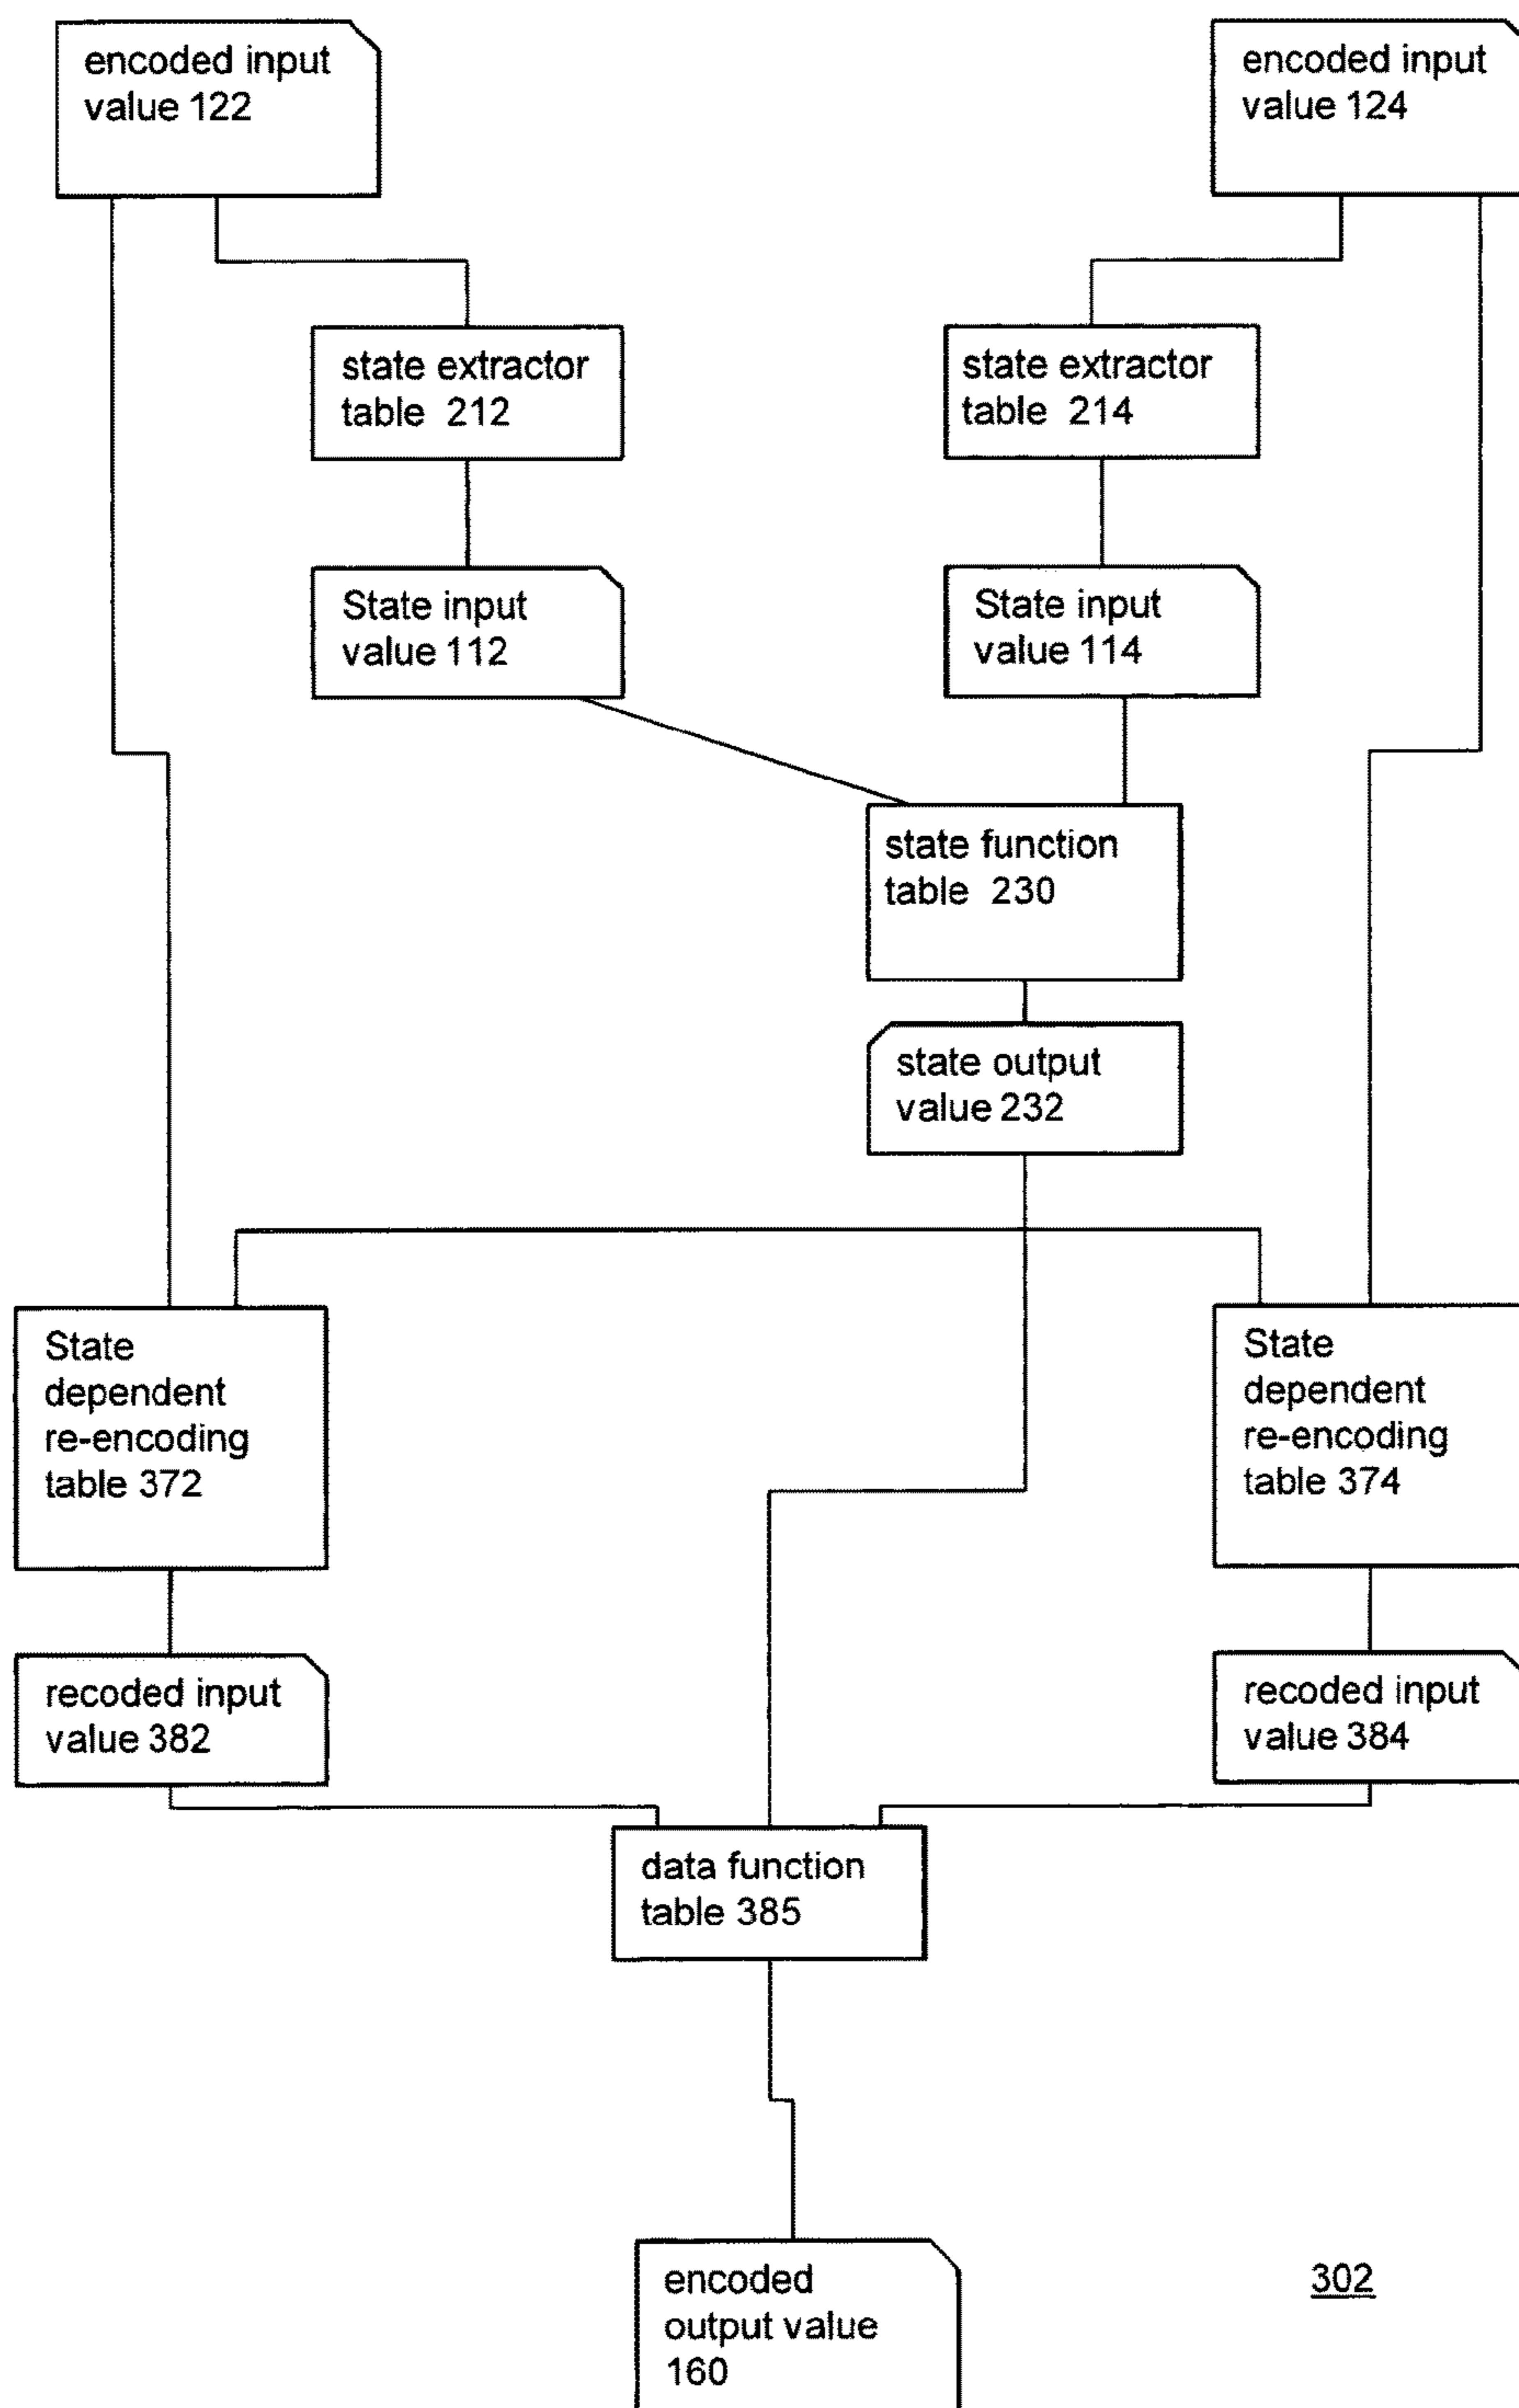 encoded input
value 122
encoded input
value 124
state extractor
table 212
state extractor
table 214
State input
value 112
State input
value 114
state function
table 230
state output
value 232
State
dependent
re-encoding
table 372
State
dependent
re-encoding
table 374
recoded input
value 382
recoded input
value 384
data function
table 385
encoded
output value
160
302